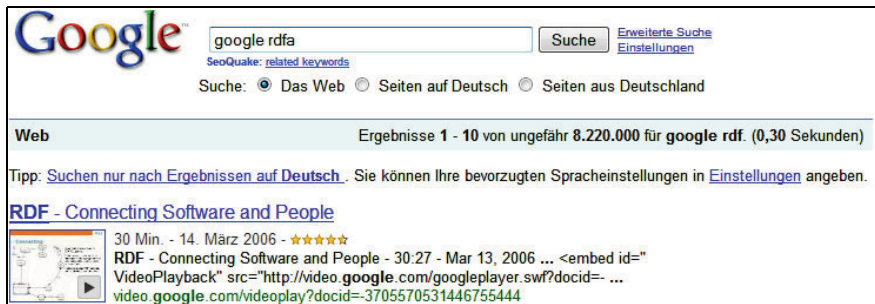 Google™
google rdfa Suche Erweiterte Suche
Einstellungen
SeoQuake: related keywords
Suche: Das Web Seiten auf Deutsch Seiten aus Deutschland
Web Ergebnisse 1 - 10 von ungefähr 8.220.000 für google rdf. (0,30 Sekunden)
Tipp: Suchen nur nach Ergebnissen auf Deutsch . Sie können Ihre bevorzugten Spracheinstellungen in Einstellungen angeben.
RDF - Connecting Software and People
30 Min. - 14. März 2006 -
RDF - Connecting Software and People - 30:27 - Mar 13, 2006 ... <embed id="
VideoPlayback" src="http://video.google.com/googleplayer.swf?docid=- ...
video.google.com/videoplay?docid=-3705570531446755444